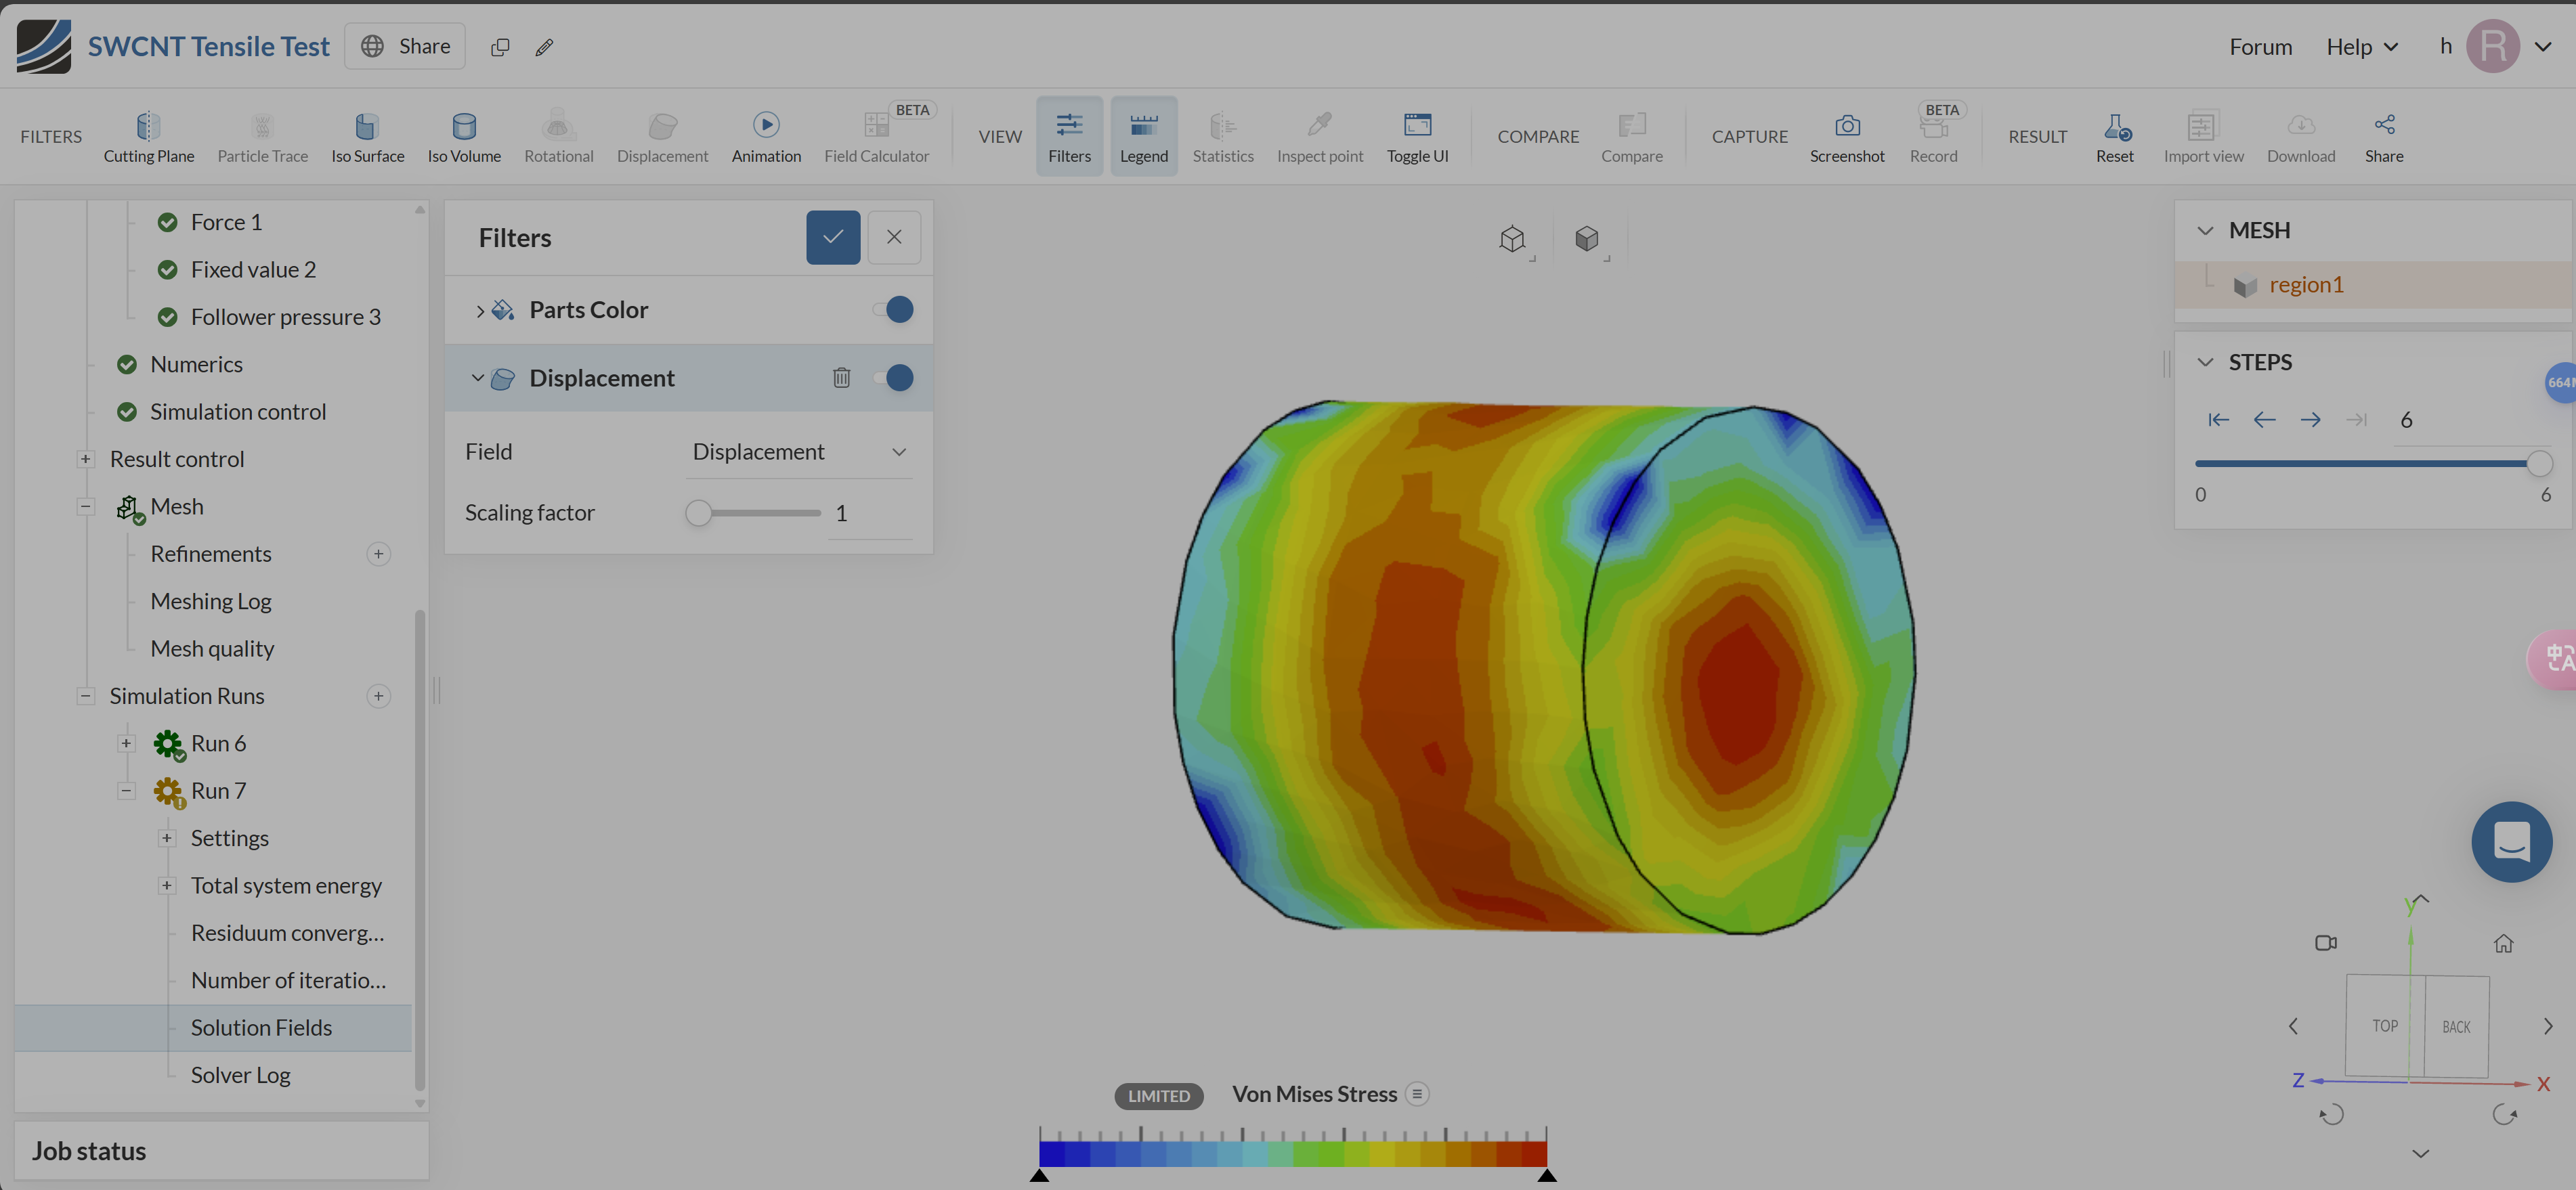 SWCNT Tensile Test
Share
Forum
Help
h
R
FILTERS
Cutting Plane
Particle Trace
Iso Surface
Iso Volume
Rotational
Displacement
Animation
BETA
Field Calculator
VIEW
Filters
Legend
Statistics
Inspect point
Toggle UI
COMPARE
Compare
CAPTURE
Screenshot
BETA
Record
RESULT
Reset
Import view
Download
Share
Force 1
Fixed value 2
Follower pressure 3
Numerics
Simulation control
Result control
Mesh
Refinements
Meshing Log
Mesh quality
Simulation Runs
Run 6
Run 7
Settings
Total system energy
Residuum converg...
Number of iteratio...
Solution Fields
Solver Log
Job status
Filters
Parts Color
Displacement
Field
Displacement
Scaling factor
1
MESH
region1
STEPS
6
0
6
664
中A
y
TOP
BACK
Z
X
LIMITED
Von Mises Stress